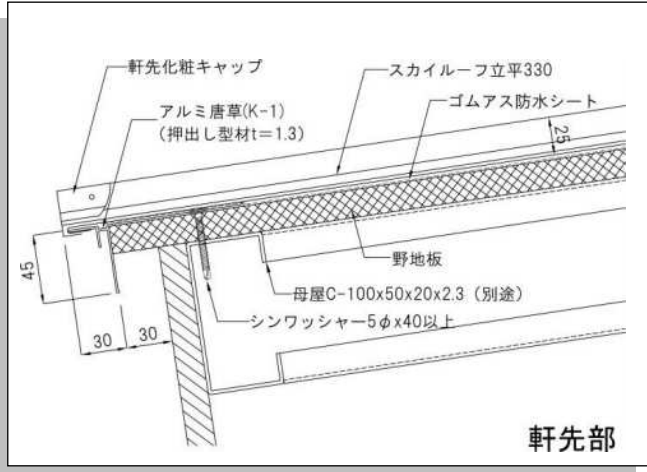 軒先化粧キャップ
スカイルーフ立平330
アルミ唐草(K-1)
(押出し型材t=1.3)
ゴムアス防水シート
25
45
30
30
野地板
母屋C-100x50x20x2.3 (別途)
シンワッシャー5φx40以上
軒先部